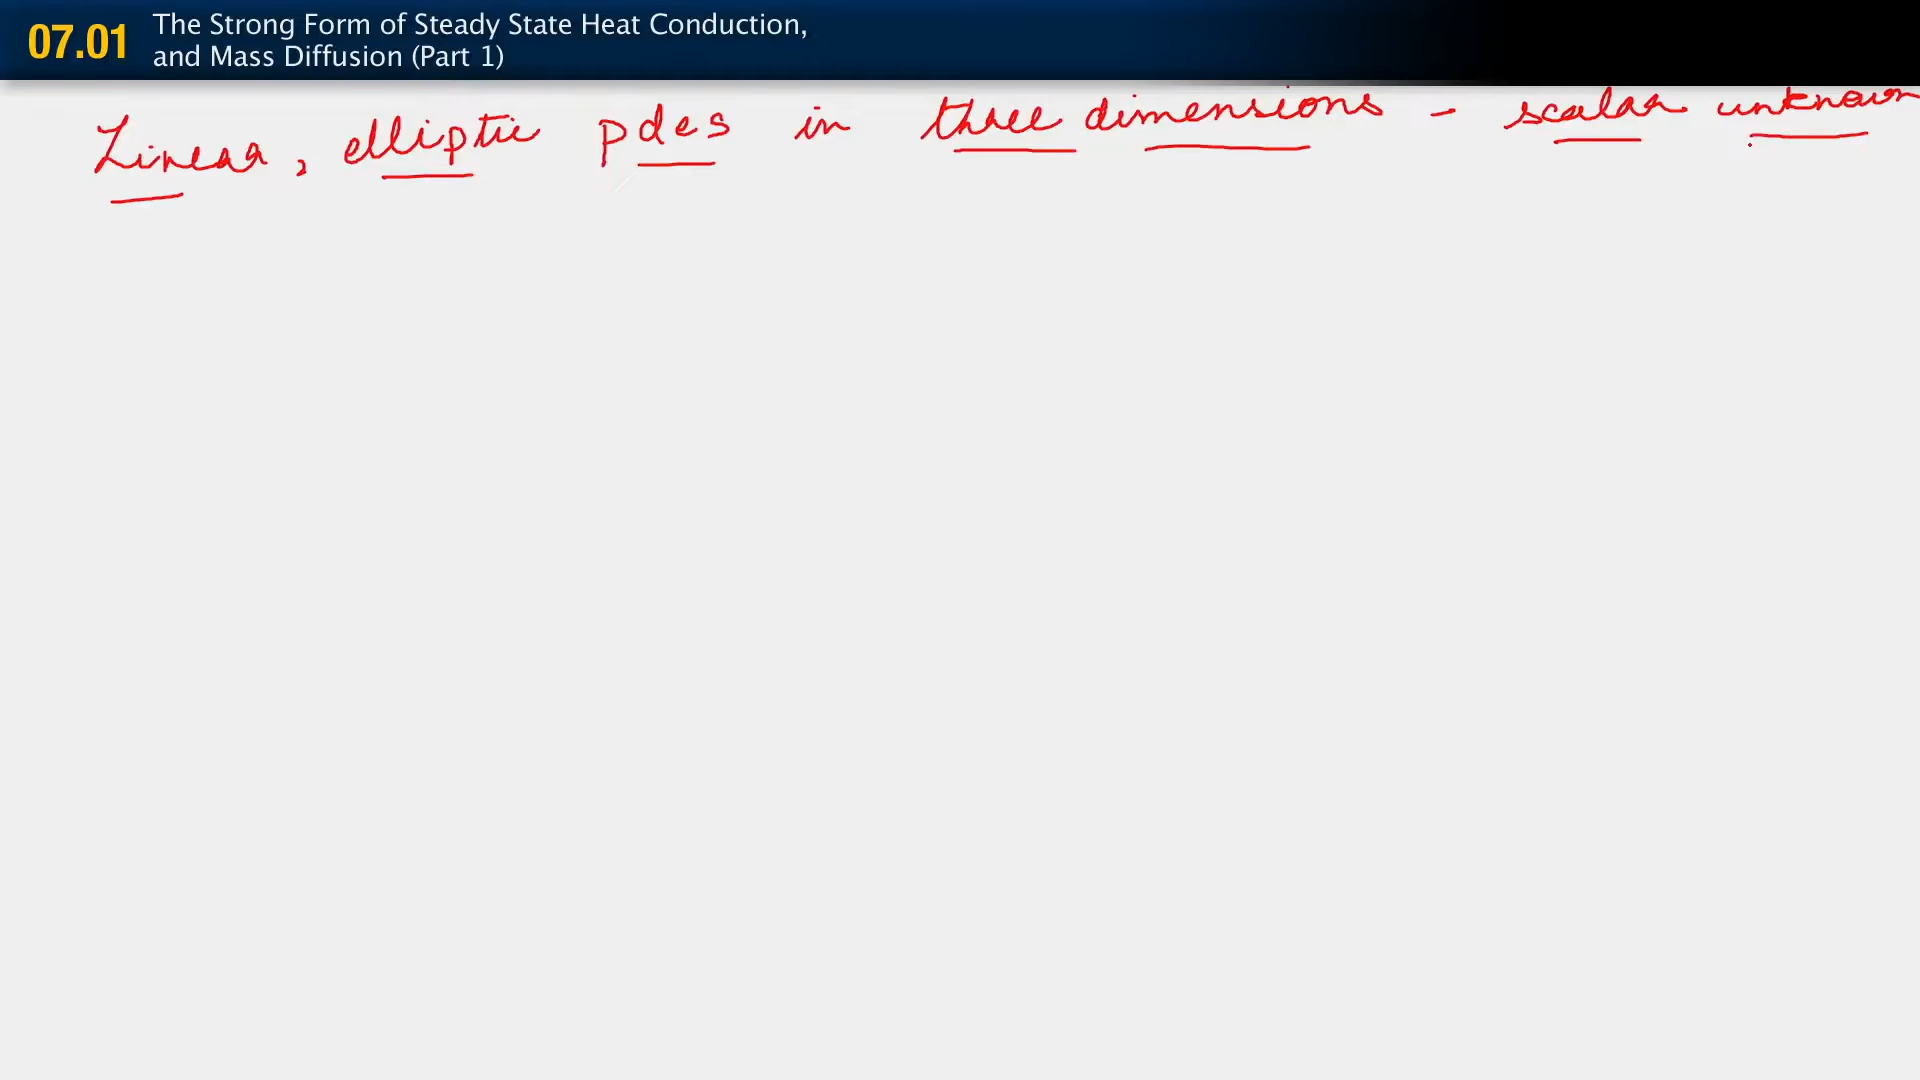 07.01
The Strong Form of Steady State Heat Conduction,
and Mass Diffusion (Part 1)
Linear, elliptic pdes in three dimensions - scalar unknown